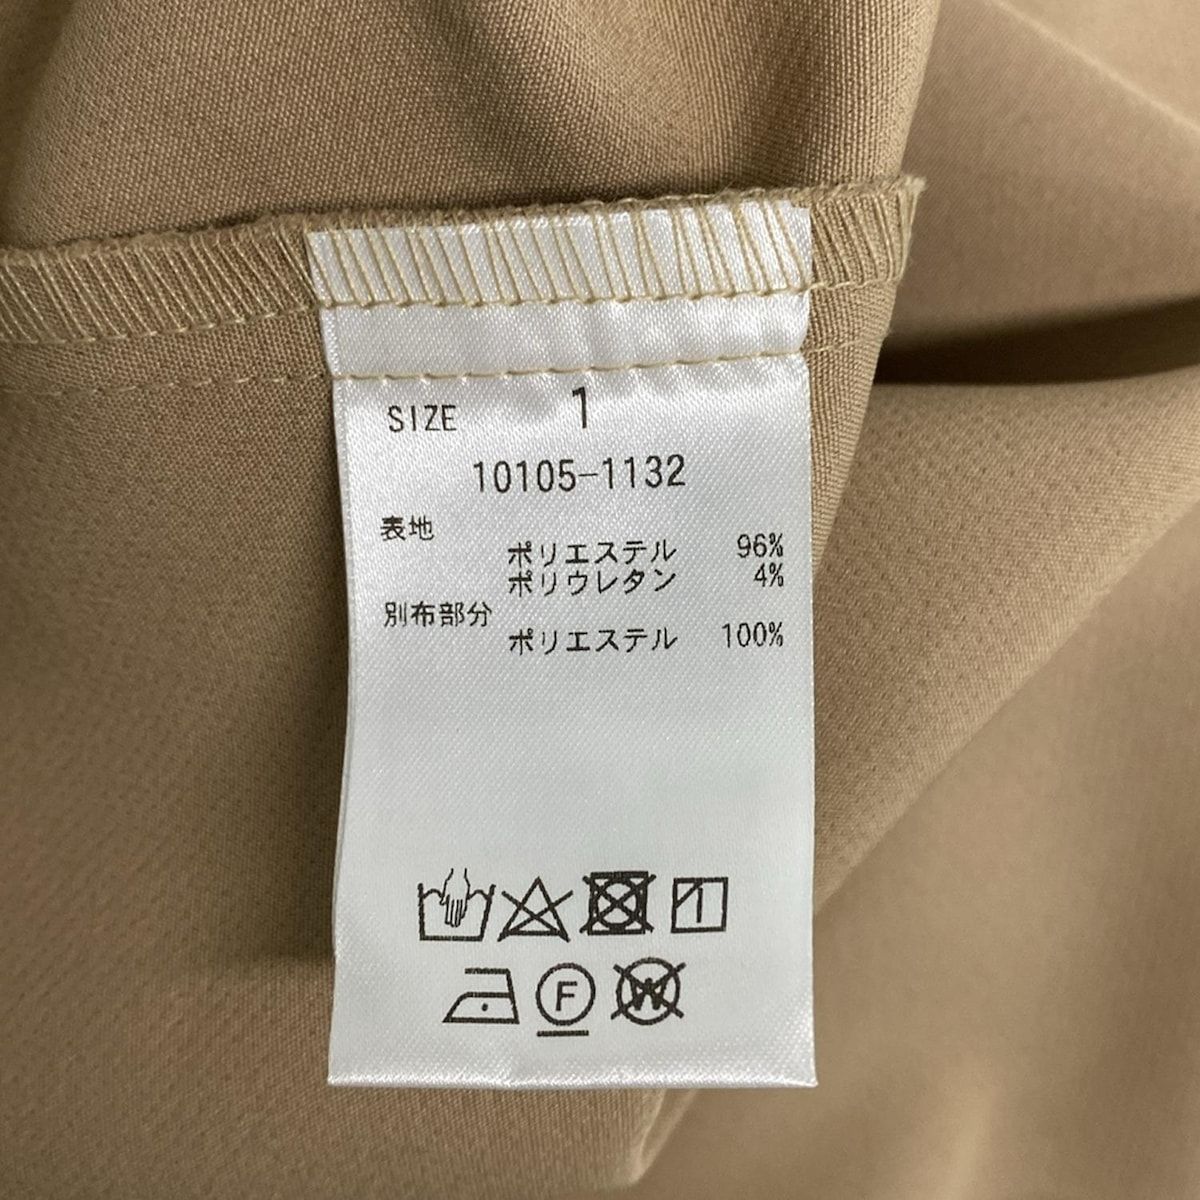 SIZE 1
10105-1132
表地
ポリエステル 96%
ポリウレタン 4%
別布部分
ポリエステル 100%
F
W